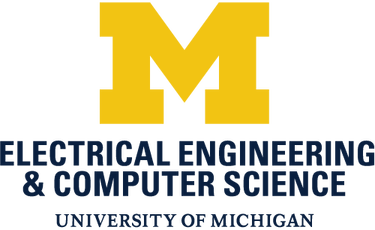 M
ELECTRICAL ENGINEERING
& COMPUTER SCIENCE
UNIVERSITY OF MICHIGAN